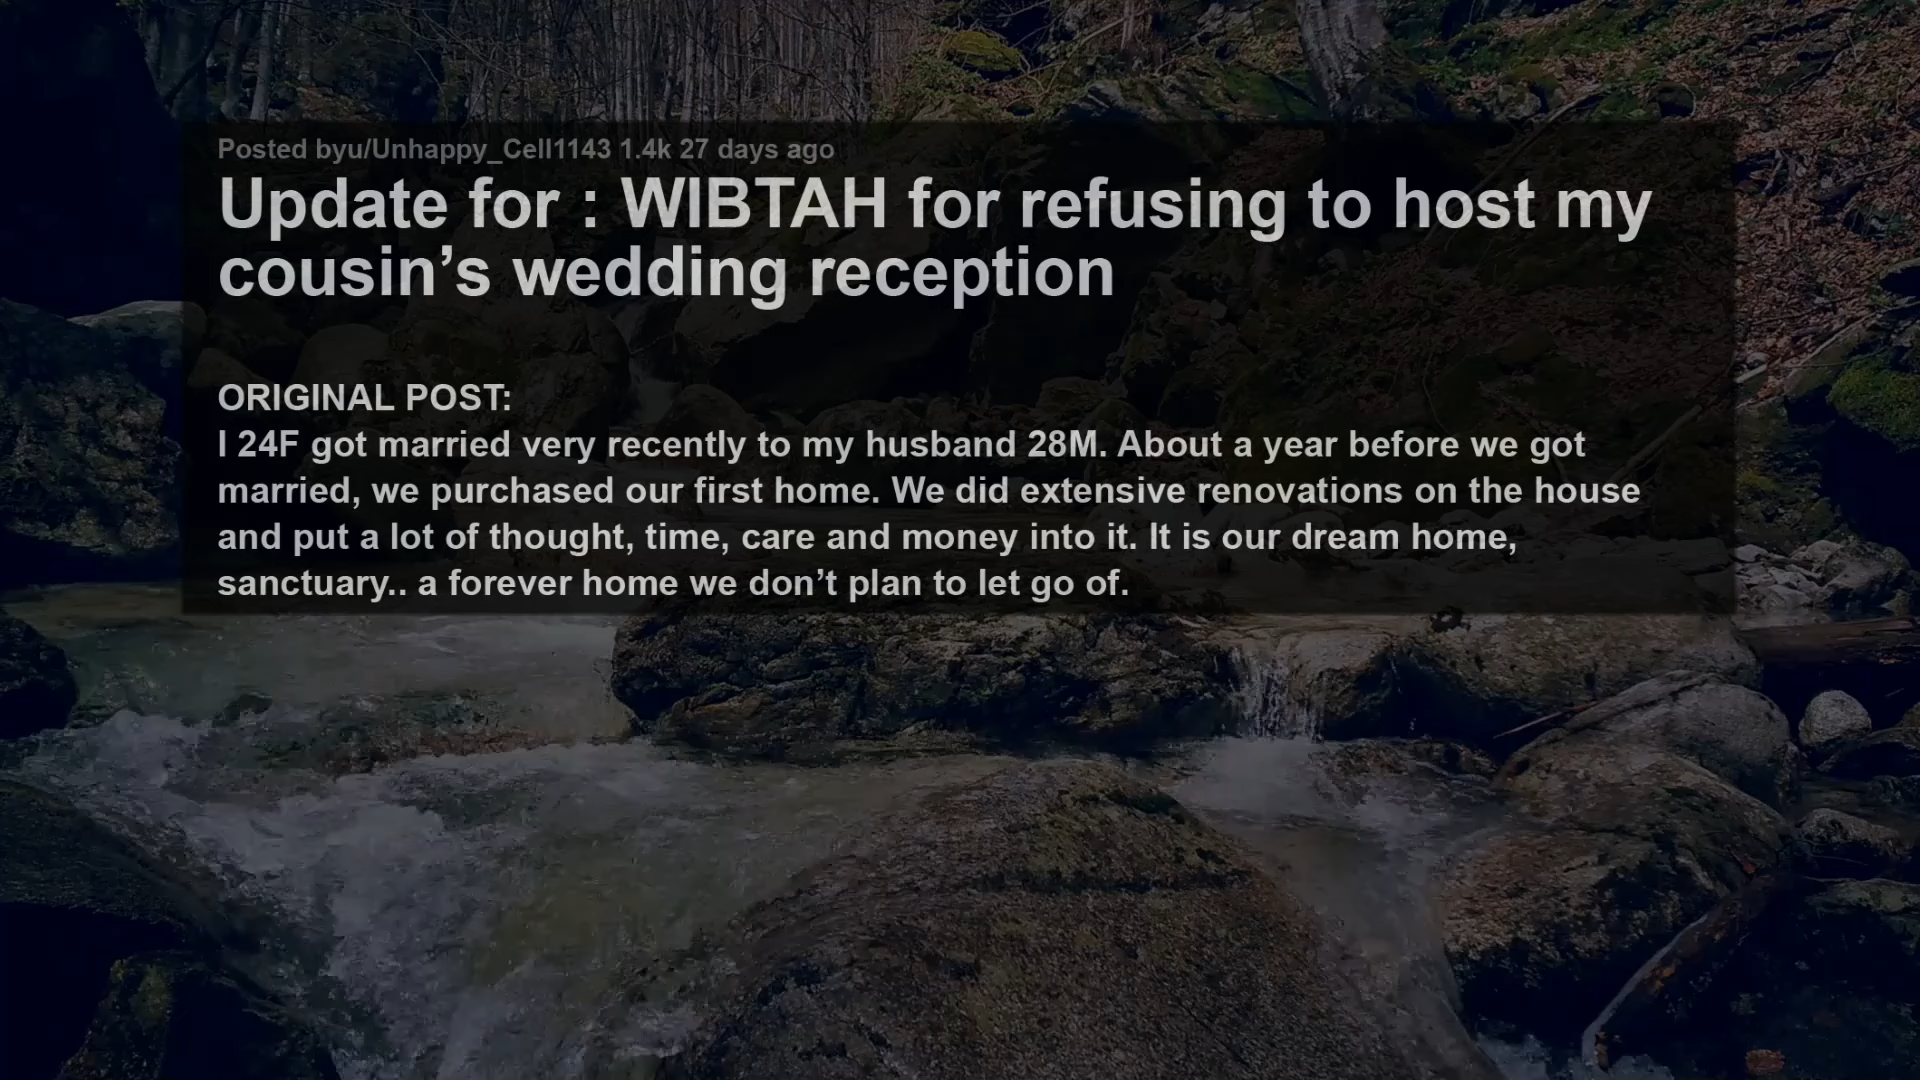 Posted byu/Unhappy_Cell1143 1.4k 27 days ago
Update for : WIBTAH for refusing to host my
cousin’s wedding reception
ORIGINAL POST:
I 24F got married very recently to my husband 28M. About a year before we got
married, we purchased our first home. We did extensive renovations on the house
and put a lot of thought, time, care and money into it. It is our dream home,
sanctuary.. a forever home we don’t plan to let go of.